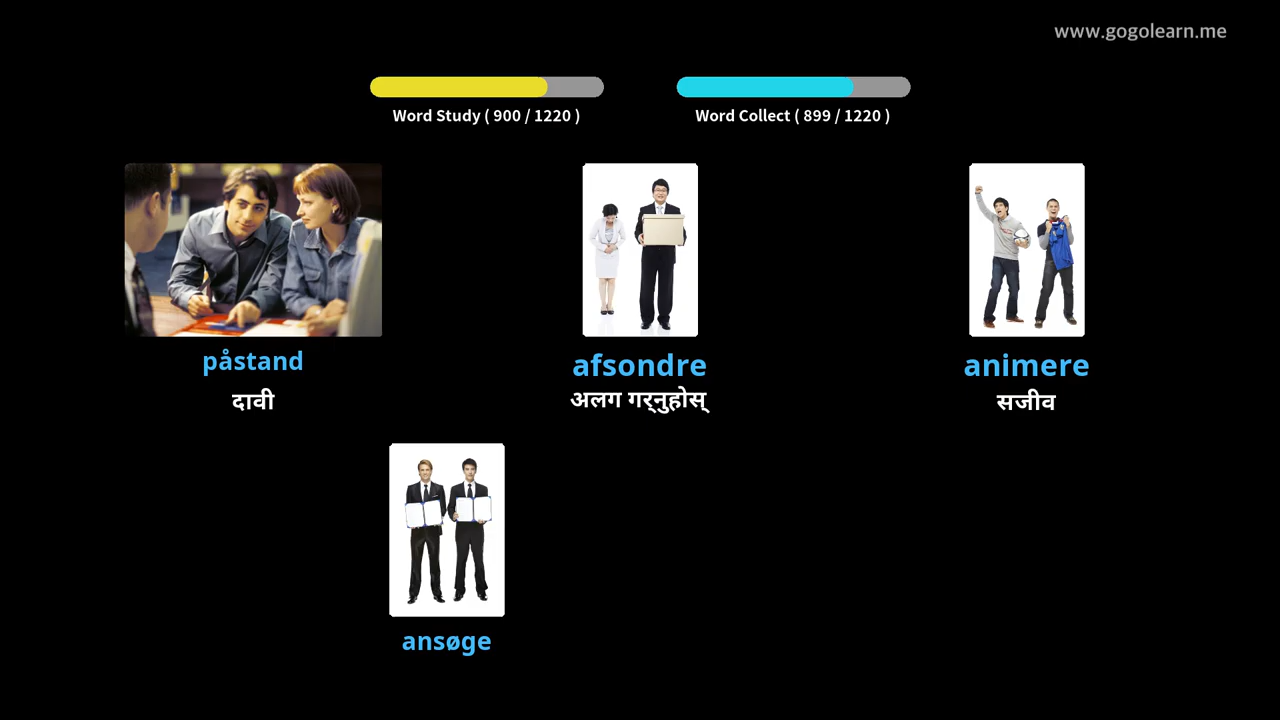 www.gogolearn.me
Word Study ( 900 / 1220 )
Word Collect ( 899 / 1220 )
påstand
afsondre
animere
दावी
अलग गर्नुहोस्
सजीव
ansøge